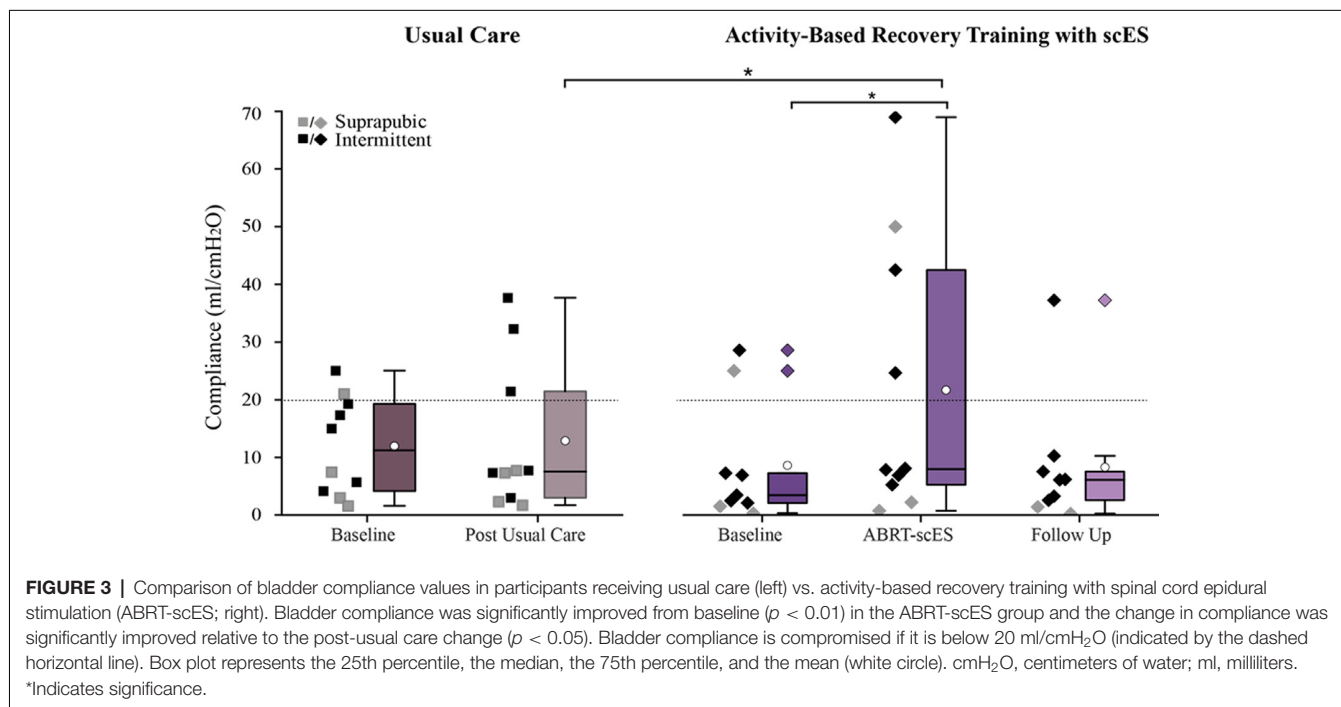 Usual Care
Activity-Based Recovery Training with scES
*
*
70
60
50
40
30
20
10
0
Compliance (ml/cmH₂O)
■/◆ Suprapubic
■/◆ Intermittent
Baseline
Post Usual Care
Baseline
ABRT-scES
Follow Up
FIGURE 3 | Comparison of bladder compliance values in participants receiving usual care (left) vs. activity-based recovery training with spinal cord epidural
stimulation (ABRT-scES; right). Bladder compliance was significantly improved from baseline (p < 0.01) in the ABRT-scES group and the change in compliance was
significantly improved relative to the post-usual care change (p < 0.05). Bladder compliance is compromised if it is below 20 ml/cmH₂O (indicated by the dashed
horizontal line). Box plot represents the 25th percentile, the median, the 75th percentile, and the mean (white circle). cmH₂O, centimeters of water; ml, milliliters.
*Indicates significance.